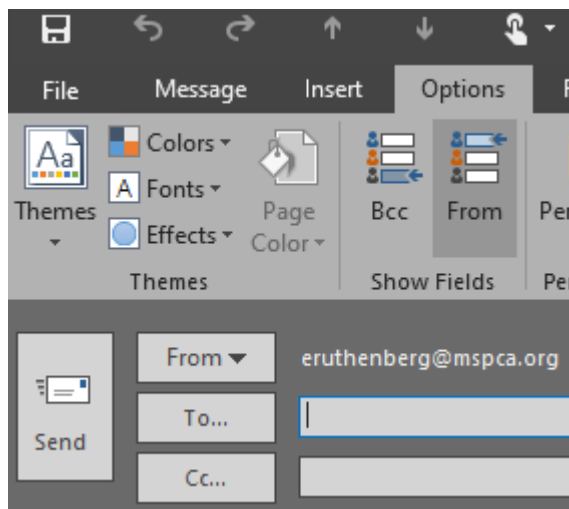 File Message Insert Options
Aa
Colors
A Fonts
Effects
Themes
Page
Color
Bcc From
Themes
Show Fields
From eruthenberg@mspca.org
To...
Send
Cc...